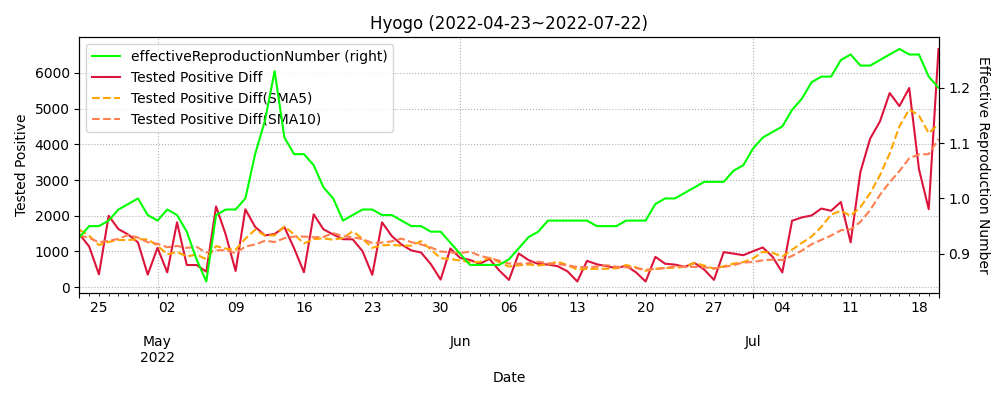 Hyogo (2022-04-23~2022-07-22)
effectiveReproductionNumber (right)
Tested Positive Diff
Tested Positive Diff(SMA5)
Tested Positive Diff(SMA10)
Tested Positive
6000
5000
4000
3000
2000
1000
0
1.2
1.1
1.0
0.9
Effective Reproduction Number
25 02 09 16 23 30 06 13 20 27 04 11 18
May Jun Jul
2022
Date